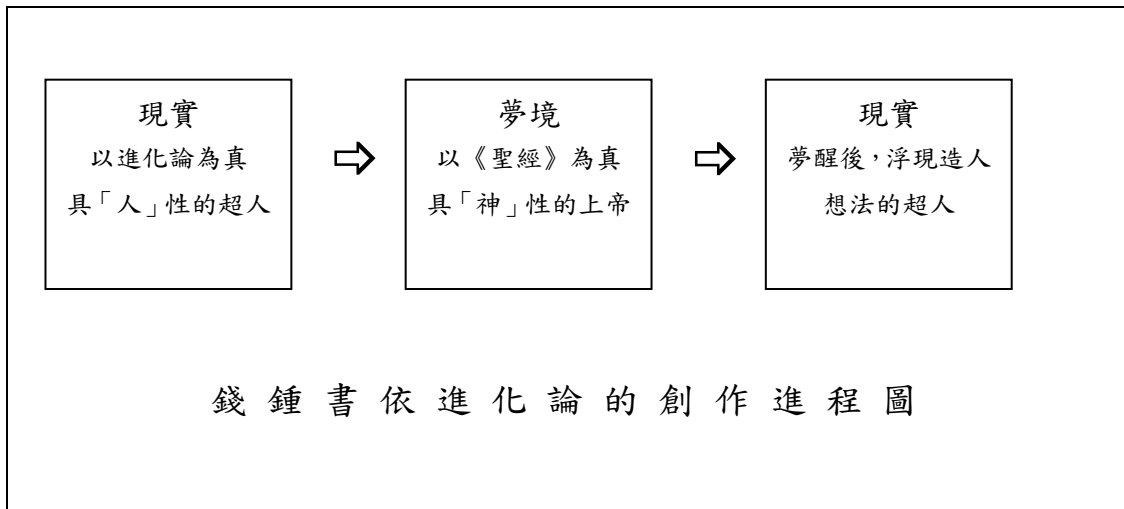 現實
以進化論為真
具「人」性的超人
夢境
以《聖經》為真
具「神」性的上帝
現實
夢醒後，浮現造人
想法的超人
錢鍾書依進化論的創作進程圖